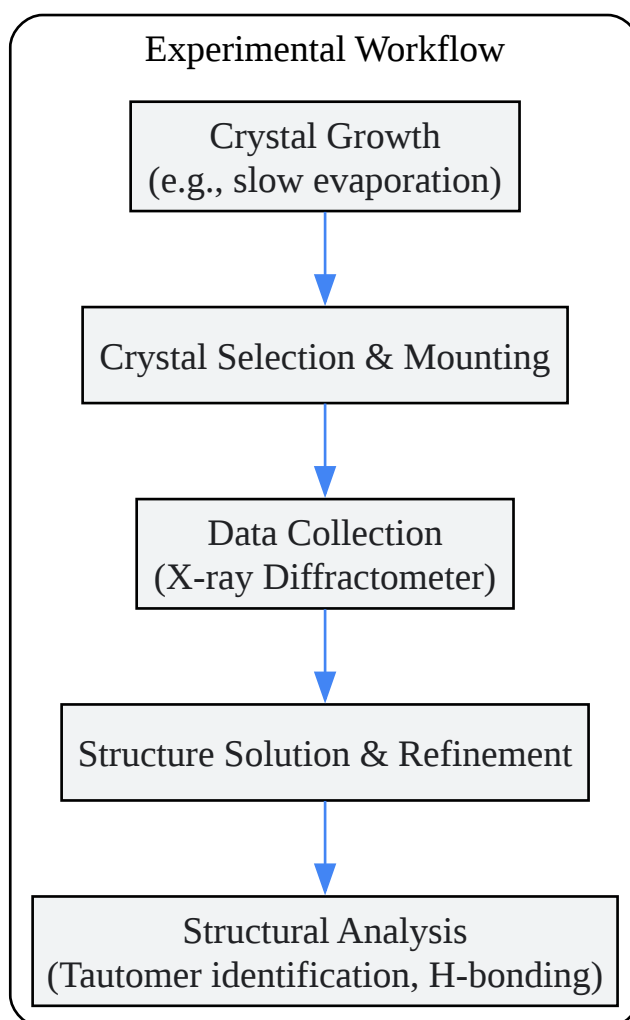 Experimental Workflow
Crystal Growth
(e.g., slow evaporation)
Crystal Selection & Mounting
Data Collection
(X-ray Diffractometer)
Structure Solution & Refinement
Structural Analysis
(Tautomer identification, H-bonding)